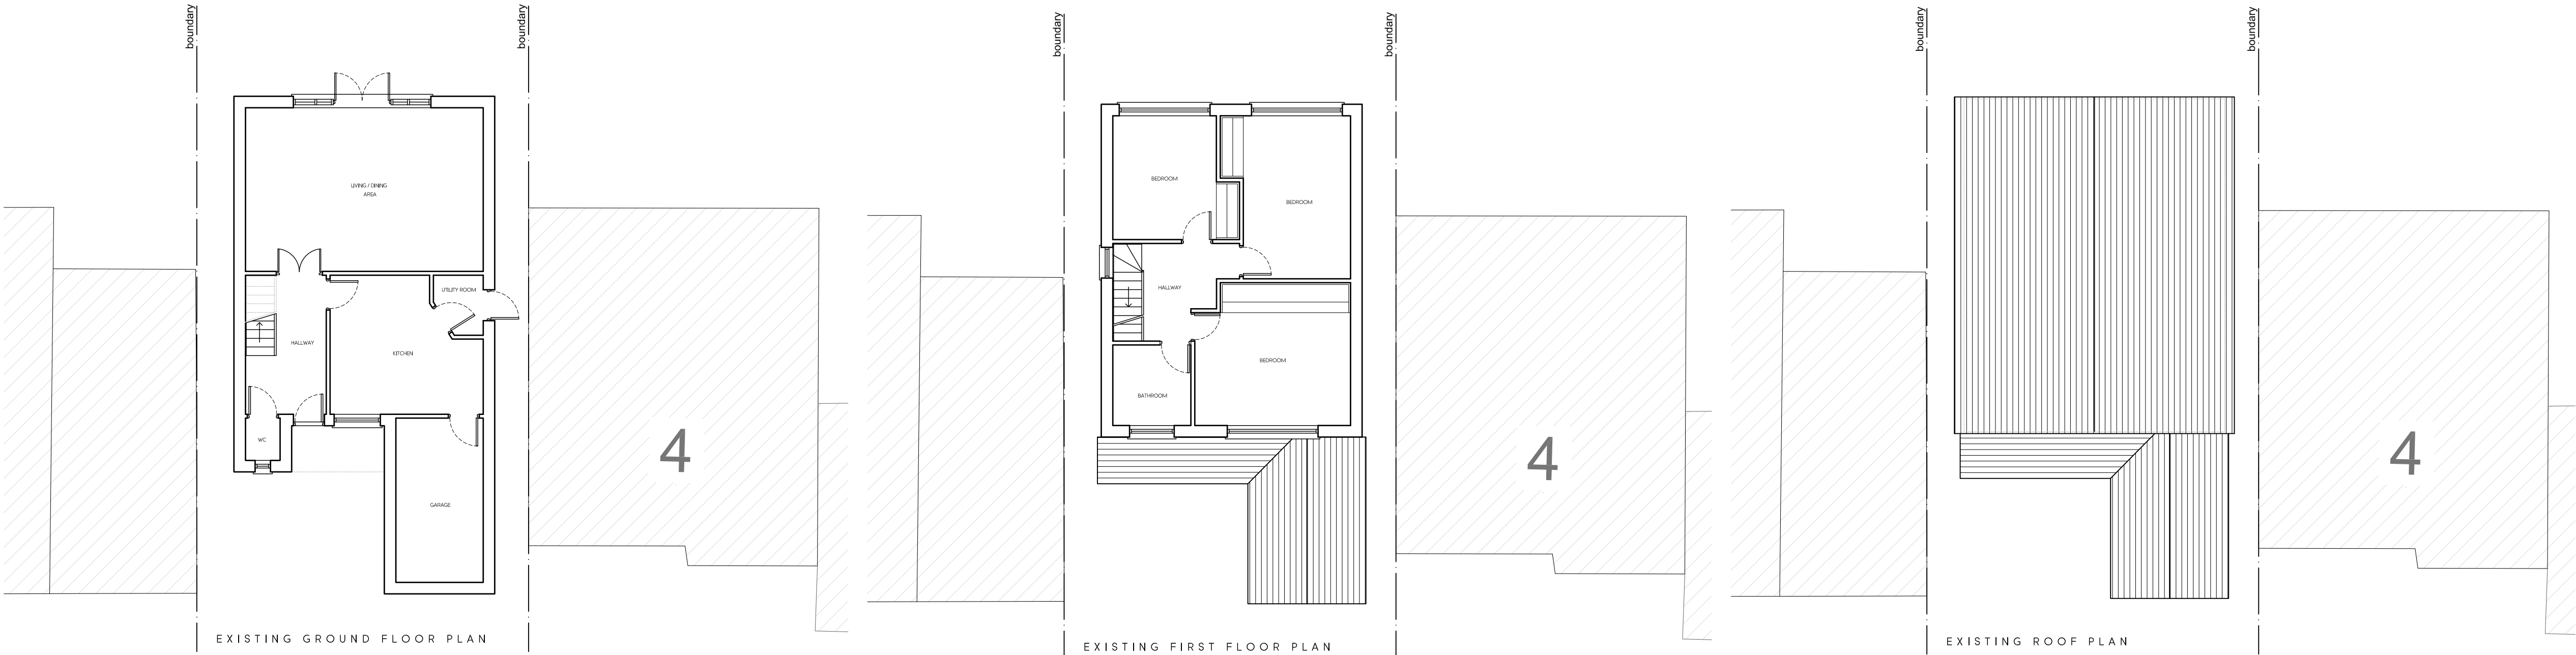 boundary
boundary
LIVING / DINING
AREA
UTILITY ROOM
HALLWAY
KITCHEN
WC
GARAGE
4
EXISTING GROUND FLOOR PLAN
boundary
boundary
BEDROOM
BEDROOM
HALLWAY
BEDROOM
BATHROOM
4
EXISTING FIRST FLOOR PLAN
boundary
boundary
4
EXISTING ROOF PLAN